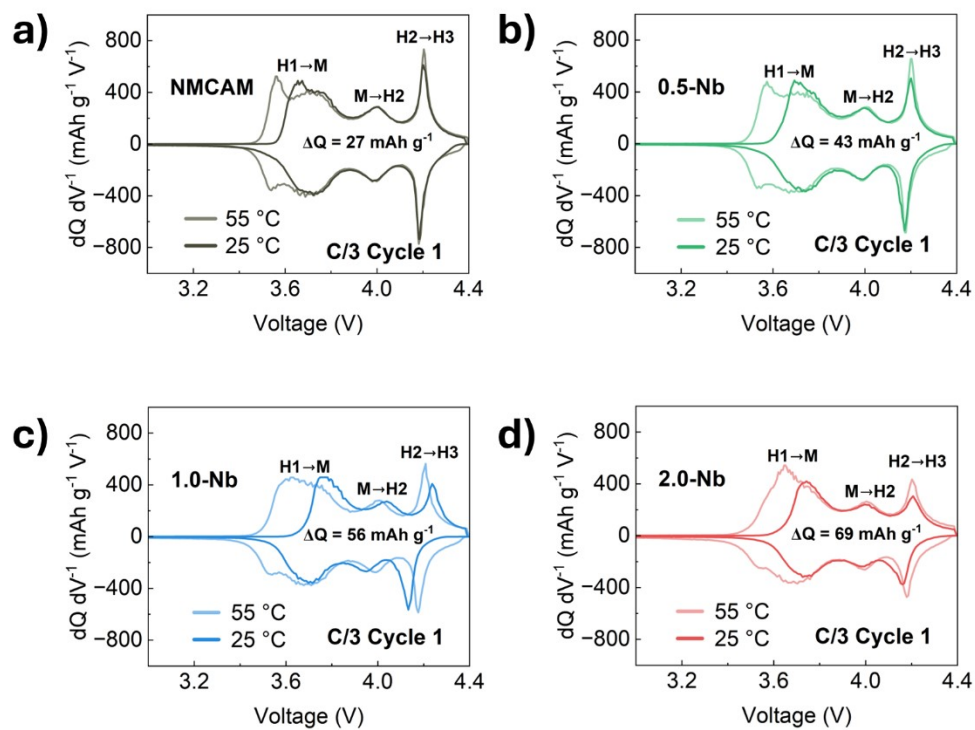 a)
NMCAM
H1→M
M→H2
H2→H3
ΔQ = 27 mAh g⁻¹
55 °C
25 °C
C/3 Cycle 1
dQ dV⁻¹ (mAh g⁻¹ V⁻¹)
800
400
0
−400
−800
3.2
3.6
4.0
4.4
Voltage (V)
b)
0.5-Nb
H1→M
M→H2
H2→H3
ΔQ = 43 mAh g⁻¹
55 °C
25 °C
C/3 Cycle 1
dQ dV⁻¹ (mAh g⁻¹ V⁻¹)
800
400
0
−400
−800
3.2
3.6
4.0
4.4
Voltage (V)
c)
1.0-Nb
H1→M
M→H2
H2→H3
ΔQ = 56 mAh g⁻¹
55 °C
25 °C
C/3 Cycle 1
dQ dV⁻¹ (mAh g⁻¹ V⁻¹)
800
400
0
−400
−800
3.2
3.6
4.0
4.4
Voltage (V)
d)
2.0-Nb
H1→M
M→H2
H2→H3
ΔQ = 69 mAh g⁻¹
55 °C
25 °C
C/3 Cycle 1
dQ dV⁻¹ (mAh g⁻¹ V⁻¹)
800
400
0
−400
−800
3.2
3.6
4.0
4.4
Voltage (V)